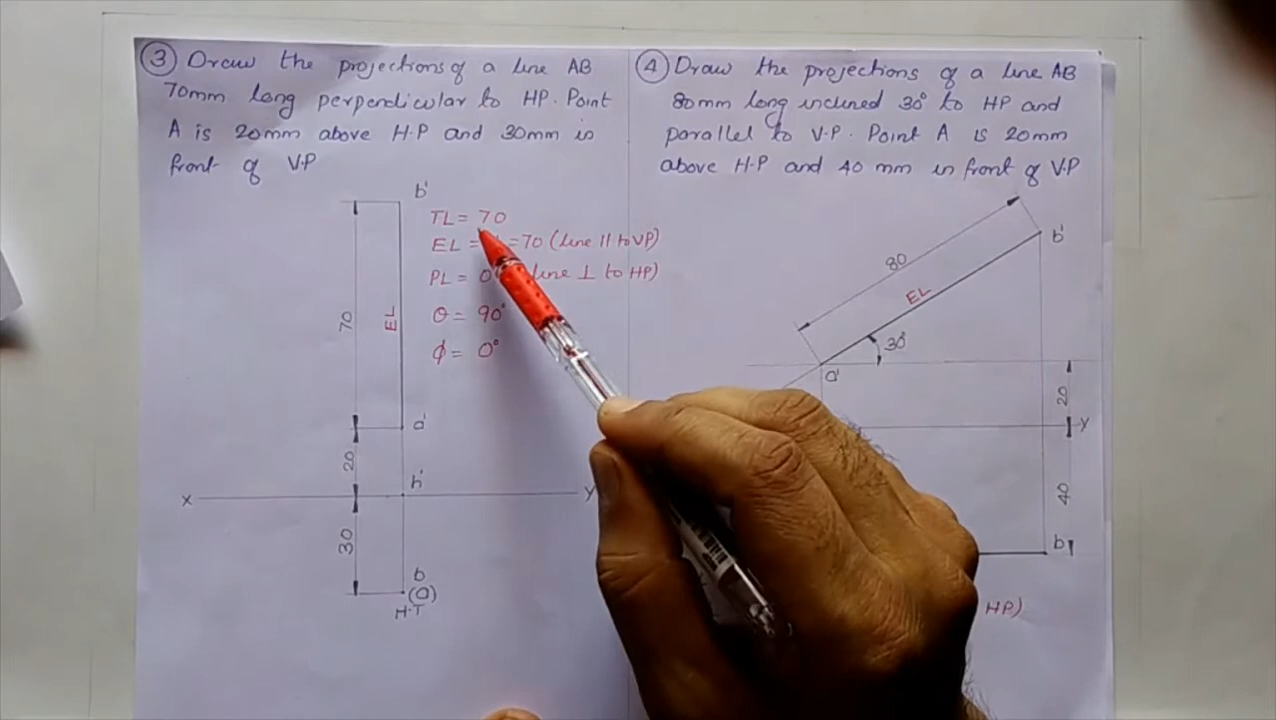 ③ Draw the projections of a line AB
70mm long perpendicular to HP. Point
A is 20mm above H.P and 30mm in
front of V.P
b'
TL = 70
EL = = 70 (line || to VP)
PL = 0 line ⊥ to HP)
θ = 90°
ϕ = 0°
70
EL
a'
20
h'
X
Y
30
b
(a)
H.T
④ Draw the projections of a line AB
80mm long inclined 30° to HP and
parallel to V.P. Point A is 20mm
above H.P and 40 mm in front of V.P
b'
80
EL
30°
a'
20
Y
40
b
HP)